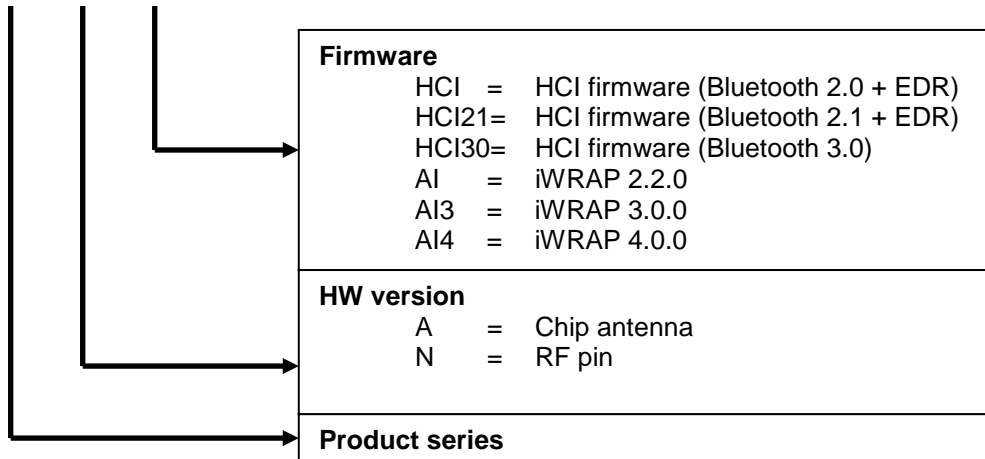 Firmware
HCI = HCI firmware (Bluetooth 2.0 + EDR)
HCI21= HCI firmware (Bluetooth 2.1 + EDR)
HCI30= HCI firmware (Bluetooth 3.0)
AI = iWRAP 2.2.0
AI3 = iWRAP 3.0.0
AI4 = iWRAP 4.0.0
HW version
A = Chip antenna
N = RF pin
Product series